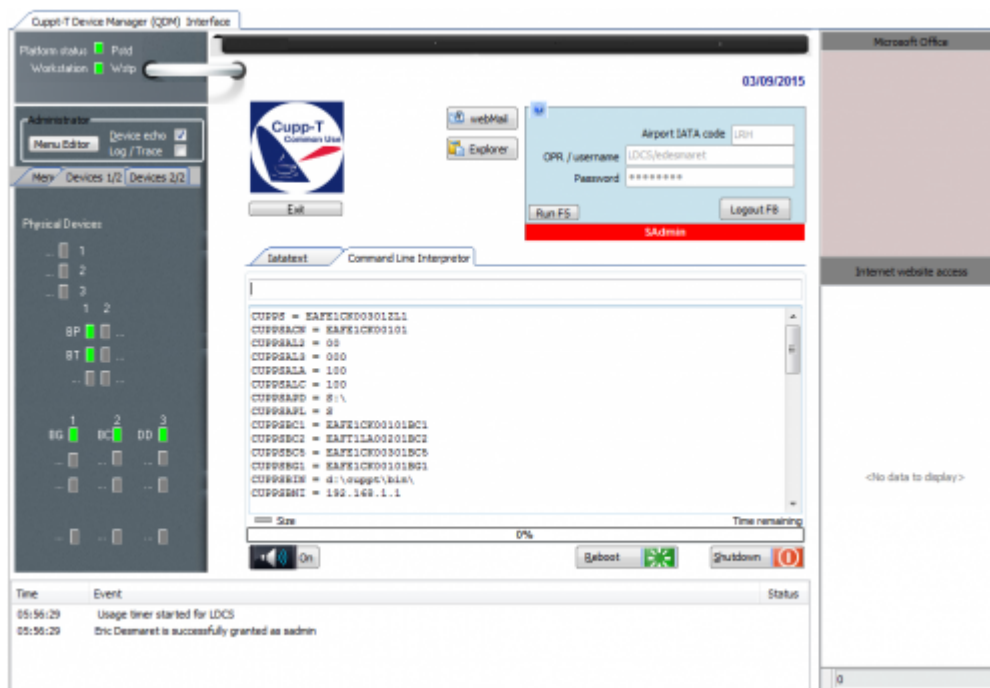 Cuppt-T Device Manager (QDM) Interface
Platform status Pstd
Workstation Wstp
Microsoft Office
03/09/2015
Administrator
Menu Editor
Device echo
Log / Trace
Menu Devices 1/2 Devices 2/2
Cupp-T
Common Use
Exit
webMail
Explorer
Airport IATA code LRH
OPR / username LDCS/edesmaret
Password ********
Run F5
Logout F8
SAdmin
Physical Devices
... 1
... 2
... 3
1 2
BP ...
BT ...
... ...
1 2 3
BG BC DD
... ... ...
... ... ...
... ... ...
Iatatext Command Line Interpretor
CUPPS = EAFE1CK00301ZL1
CUPPSACN = EAFE1CK00101
CUPPSAL2 = 00
CUPPSAL3 = 000
CUPPSALA = 100
CUPPSALC = 100
CUPPSAPD = S:\
CUPPSAPL = S
CUPPSBC1 = EAFE1CK00101BC1
CUPPSBC2 = EAFT1LA00201BC2
CUPPSBC5 = EAFE1CK00301BC5
CUPPSBG1 = EAFE1CK00101BG1
CUPPSBIN = d:\cuppt\bin\
CUPPSBNI = 192.168.1.1
Size Time remaining
0%
On
Reboot
Shutdown
Internet website access
<No data to display>
Time Event Status
05:56:29 Usage timer started for LDCS
05:56:29 Eric Desmaret is successfully granted as sadmin
0